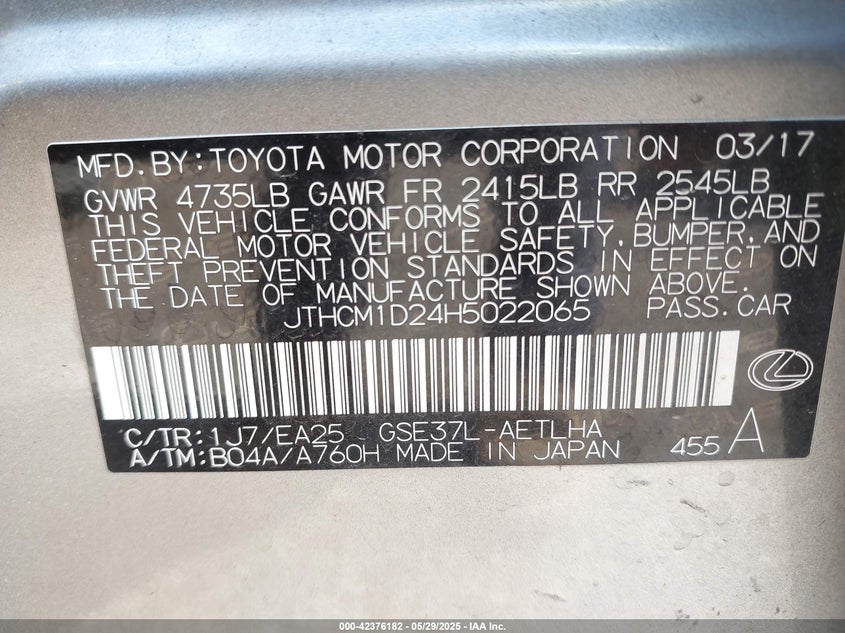 MFD.BY:TOYOTA MOTOR CORPORATION 03/17
GVWR 4735LB GAWR FR 2415LB RR 2545LB
THIS VEHICLE CONFORMS TO ALL APPLICABLE
FEDERAL MOTOR VEHICLE SAFETY,BUMPER,AND
THEFT PREVENTION STANDARDS IN EFFECT ON
THE DATE OF MANUFACTURE SHOWN ABOVE.
JTHCM1D24H5022065 PASS.CAR
C/TR:1J7/EA25 GSE37L-AETLHA
A/TM:B04A/A760H MADE IN JAPAN 455 A
000-42376182 - 05/29/2025 - IAA Inc.